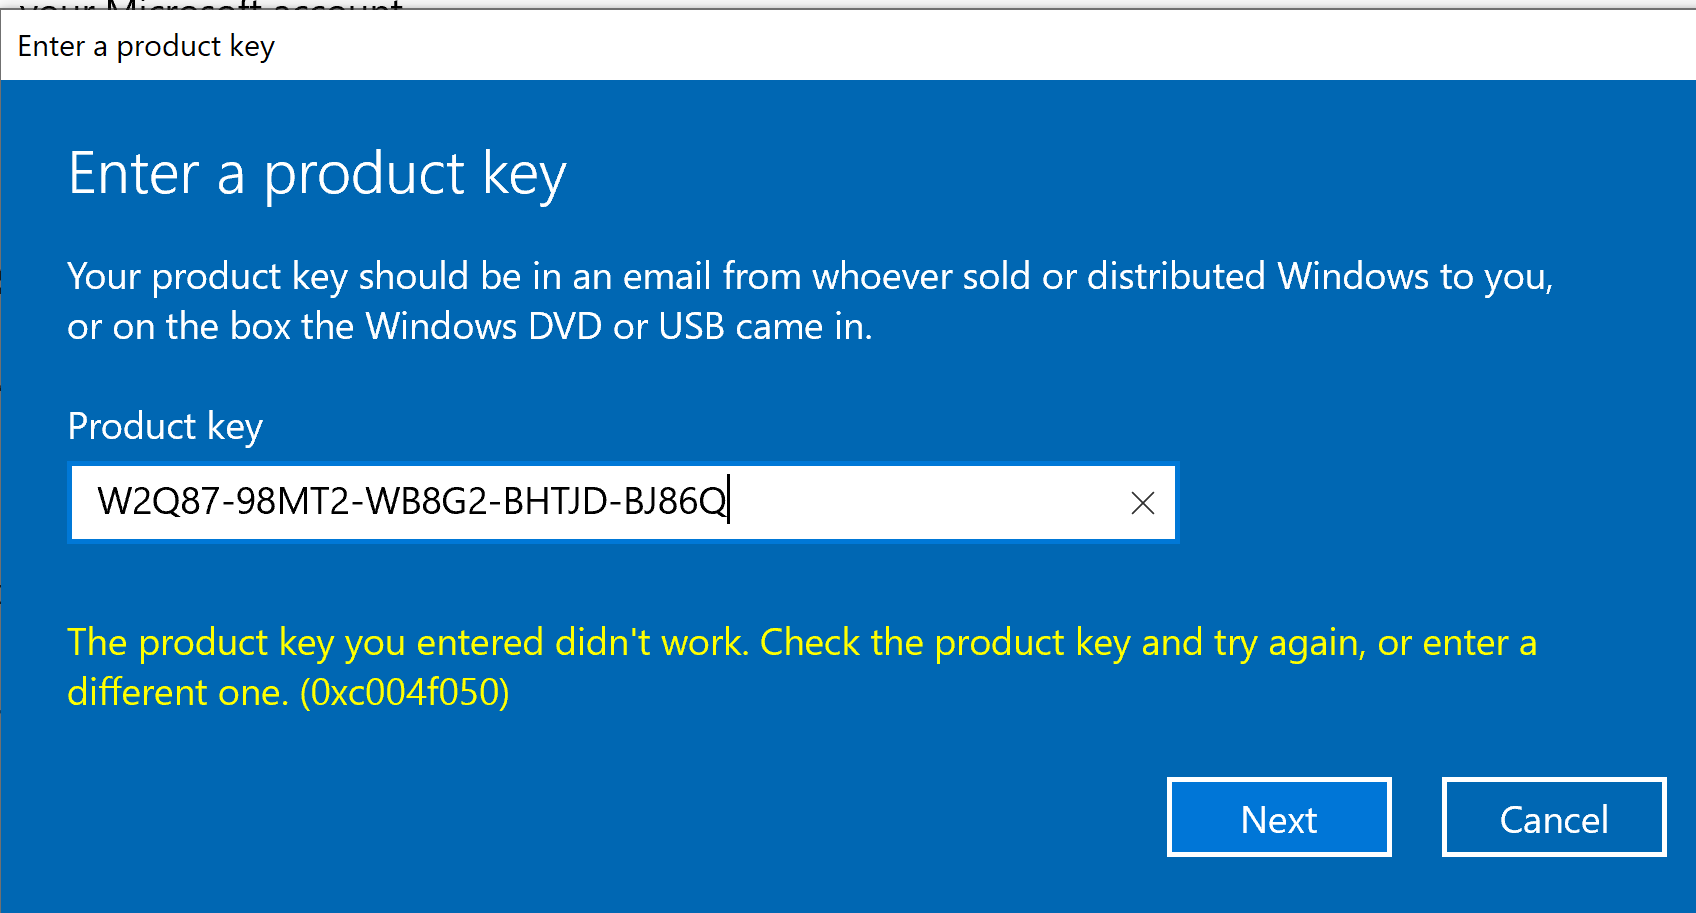 your Microsoft account
Enter a product key
Enter a product key
Your product key should be in an email from whoever sold or distributed Windows to you,
or on the box the Windows DVD or USB came in.
Product key
W2Q87-98MT2-WB8G2-BHTJD-BJ86Q
The product key you entered didn't work. Check the product key and try again, or enter a
different one. (0xc004f050)
Next
Cancel